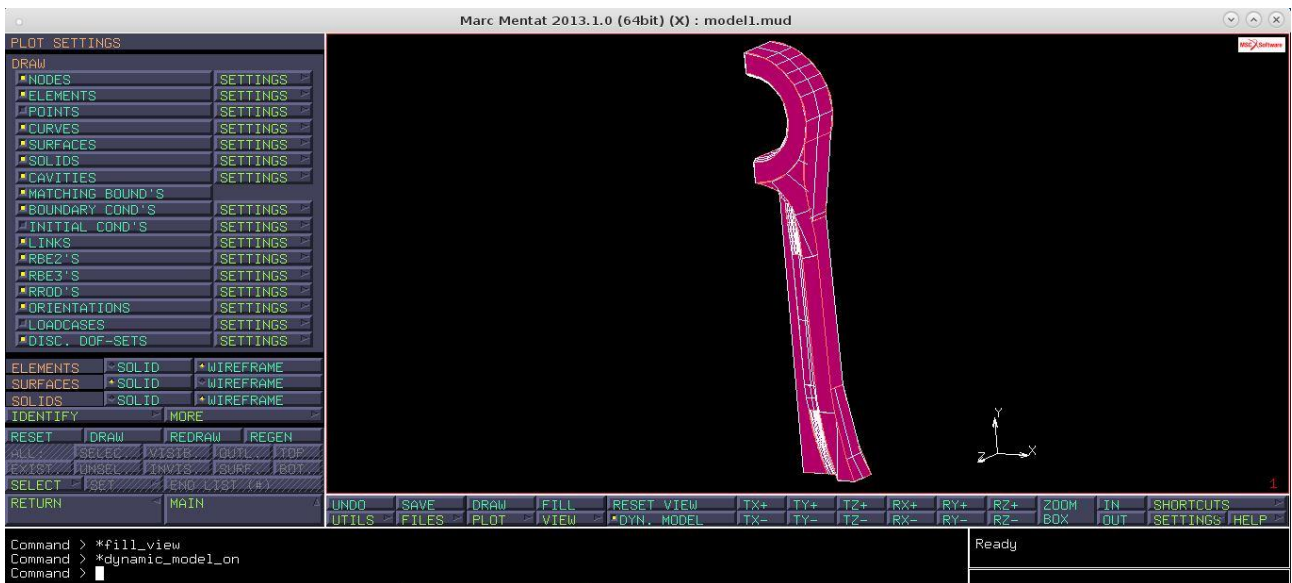 Marc Mentat 2013.1.0 (64bit) (X) : model1.mud
PLOT SETTINGS
MSC Software
DRAW
NODES SETTINGS
ELEMENTS SETTINGS
POINTS SETTINGS
CURVES SETTINGS
SURFACES SETTINGS
SOLIDS SETTINGS
CAVITIES SETTINGS
MATCHING BOUND'S
BOUNDARY COND'S SETTINGS
INITIAL COND'S SETTINGS
LINKS SETTINGS
RBE2'S SETTINGS
RBE3'S SETTINGS
RROD'S SETTINGS
ORIENTATIONS SETTINGS
LOADCASES SETTINGS
DISC. DOF-SETS SETTINGS
ELEMENTS SOLID WIREFRAME
SURFACES SOLID WIREFRAME
SOLIDS SOLID WIREFRAME
IDENTIFY MORE
RESET DRAW REDRAW REGEN
ALL: SELEC. VISIB. OUTL. TOP
EXIST. UNSEL. INVIS. SURF. BOT.
SELECT SET END LIST (#)
RETURN MAIN
Y
Z X
1
UNDO SAVE DRAW FILL RESET VIEW TX+ TY+ TZ+ RX+ RY+ RZ+ ZOOM IN SHORTCUTS
UTILS FILES PLOT VIEW DYN. MODEL TX- TY- TZ- RX- RY- RZ- BOX OUT SETTINGS HELP
Command > *fill_view
Command > *dynamic_model_on
Command >
Ready